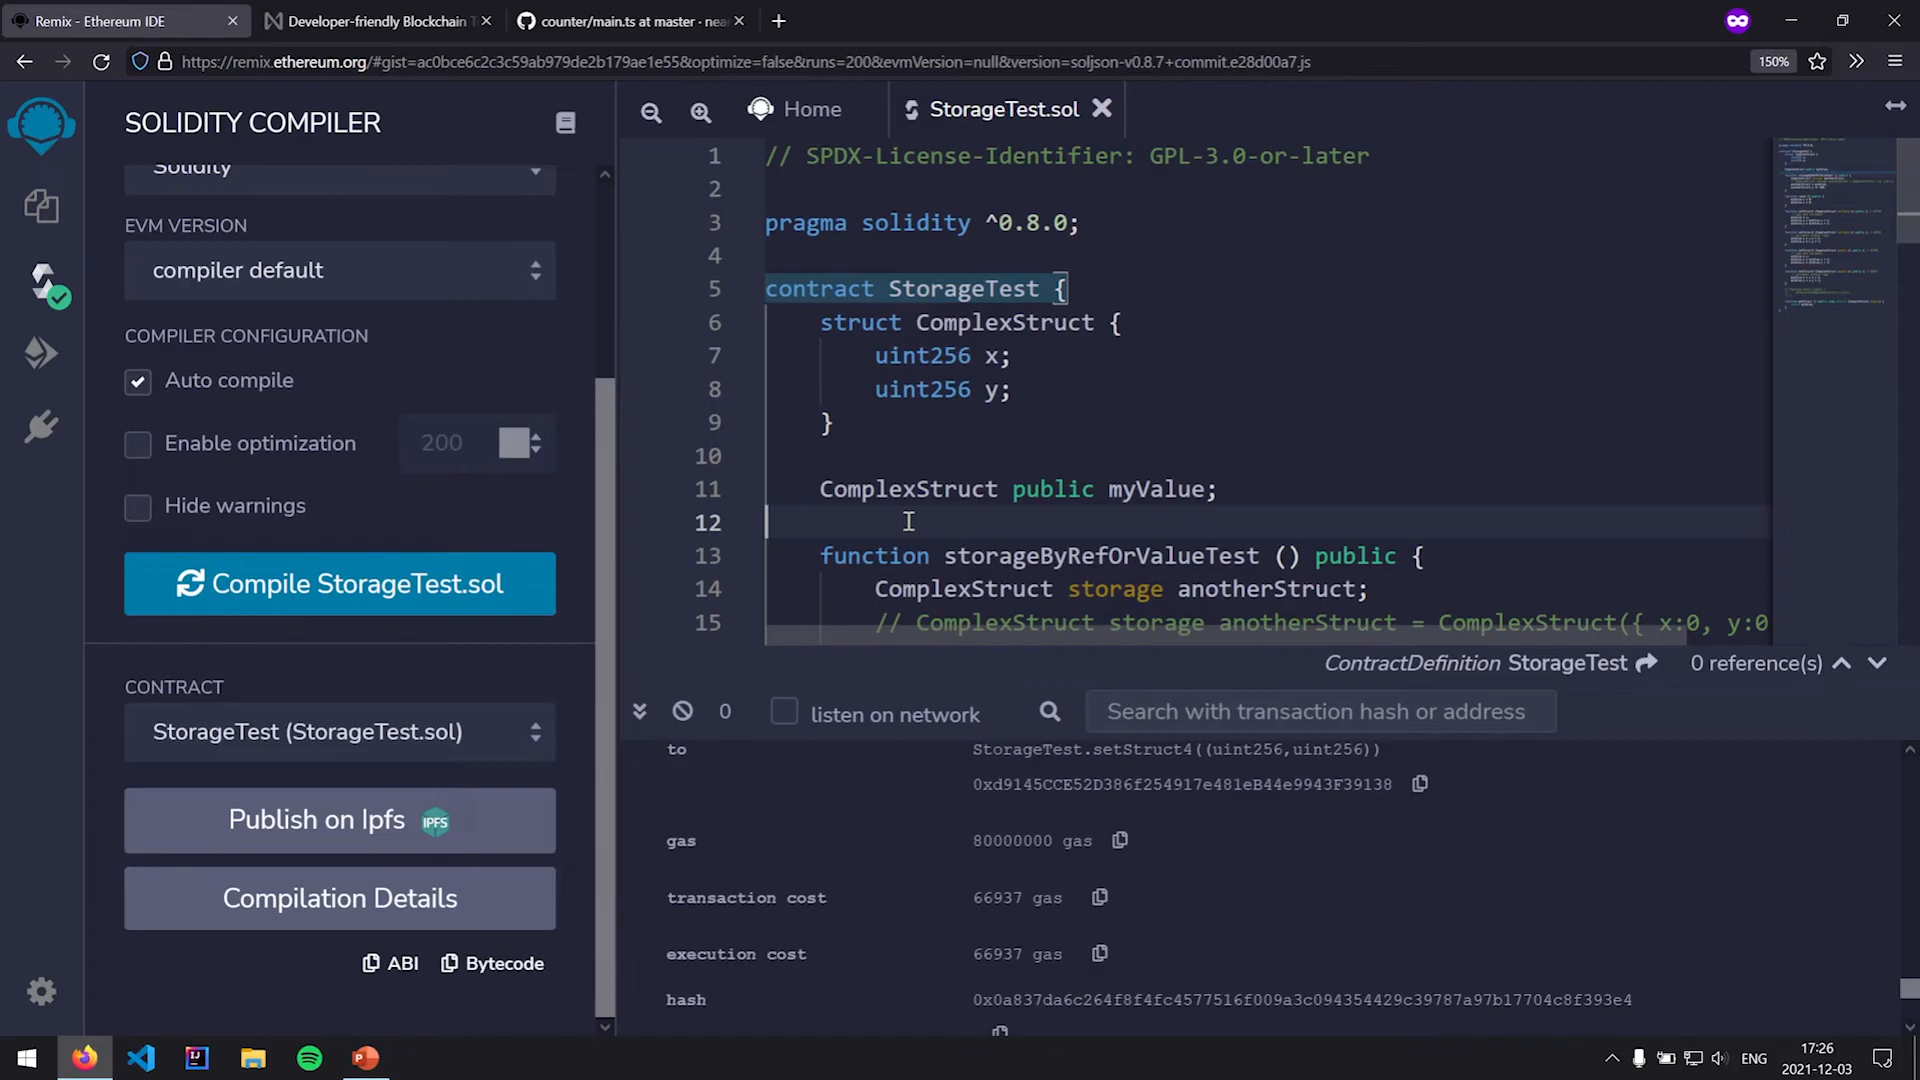 Remix - Ethereum IDE
Developer-friendly Blockchain T
counter/main.ts at master · near
https://remix.ethereum.org/#gist=ac0bce6c2c3c59ab979de2b179ae1e55&optimize=false&runs=200&evmVersion=null&version=soljson-v0.8.7+commit.e28d00a7.js
150%
SOLIDITY COMPILER
Home
StorageTest.sol
Solidity
EVM VERSION
compiler default
COMPILER CONFIGURATION
Auto compile
Enable optimization
200
Hide warnings
Compile StorageTest.sol
CONTRACT
StorageTest (StorageTest.sol)
Publish on Ipfs
IPFS
Compilation Details
ABI
Bytecode
1 // SPDX-License-Identifier: GPL-3.0-or-later
2
3 pragma solidity ^0.8.0;
4
5 contract StorageTest {
6 struct ComplexStruct {
7 uint256 x;
8 uint256 y;
9 }
10
11 ComplexStruct public myValue;
12
13 function storageByRefOrValueTest () public {
14 ComplexStruct storage anotherStruct;
15 // ComplexStruct storage anotherStruct = ComplexStruct({ x:0, y:0
ContractDefinition StorageTest
0 reference(s)
0
listen on network
Search with transaction hash or address
to StorageTest.setStruct4((uint256,uint256))
0xd9145CCE52D386f254917e481eB44e9943F39138
gas 80000000 gas
transaction cost 66937 gas
execution cost 66937 gas
hash 0x0a837da6c264f8f4fc4577516f009a3c094354429c39787a97b17704c8f393e4
ENG
17:26
2021-12-03